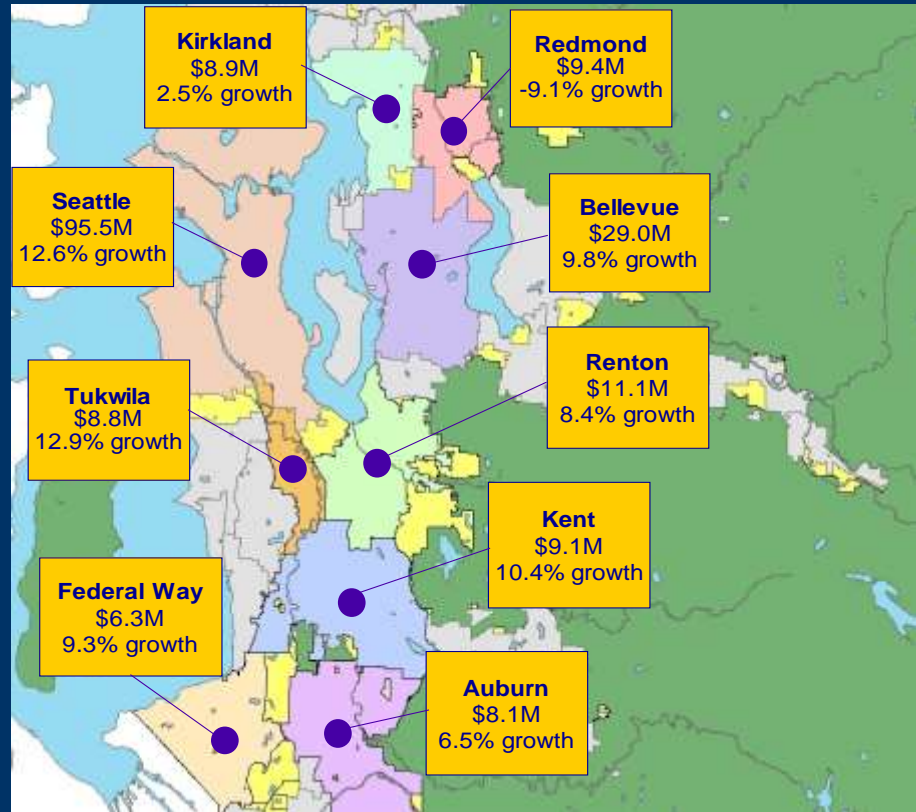 Kirkland
$8.9M
2.5% growth
Redmond
$9.4M
-9.1% growth
Seattle
$95.5M
12.6% growth
Bellevue
$29.0M
9.8% growth
Tukwila
$8.8M
12.9% growth
Renton
$11.1M
8.4% growth
Kent
$9.1M
10.4% growth
Federal Way
$6.3M
9.3% growth
Auburn
$8.1M
6.5% growth